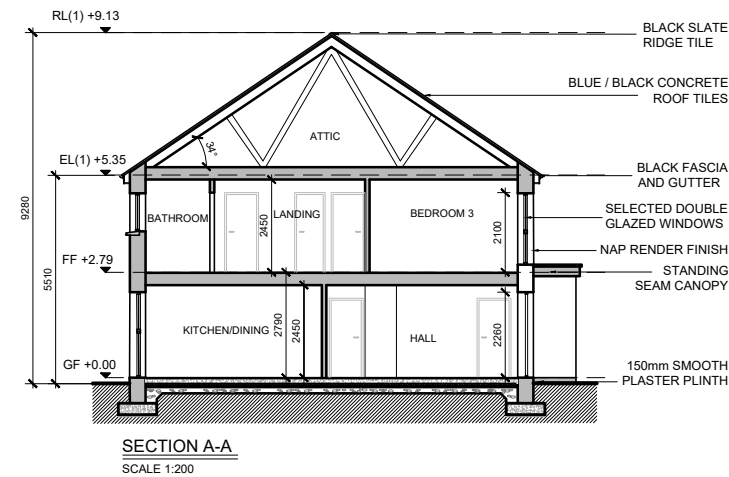 RL(1) +9.13
BLACK SLATE
RIDGE TILE
BLUE / BLACK CONCRETE
ROOF TILES
ATTIC
34°
EL(1) +5.35
BLACK FASCIA
AND GUTTER
9280
SELECTED DOUBLE
GLAZED WINDOWS
BATHROOM
LANDING
2450
BEDROOM 3
2100
NAP RENDER FINISH
FF +2.79
STANDING
SEAM CANOPY
5510
KITCHEN/DINING
2790
2450
HALL
2260
GF +0.00
150mm SMOOTH
PLASTER PLINTH
SECTION A-A
SCALE 1:200